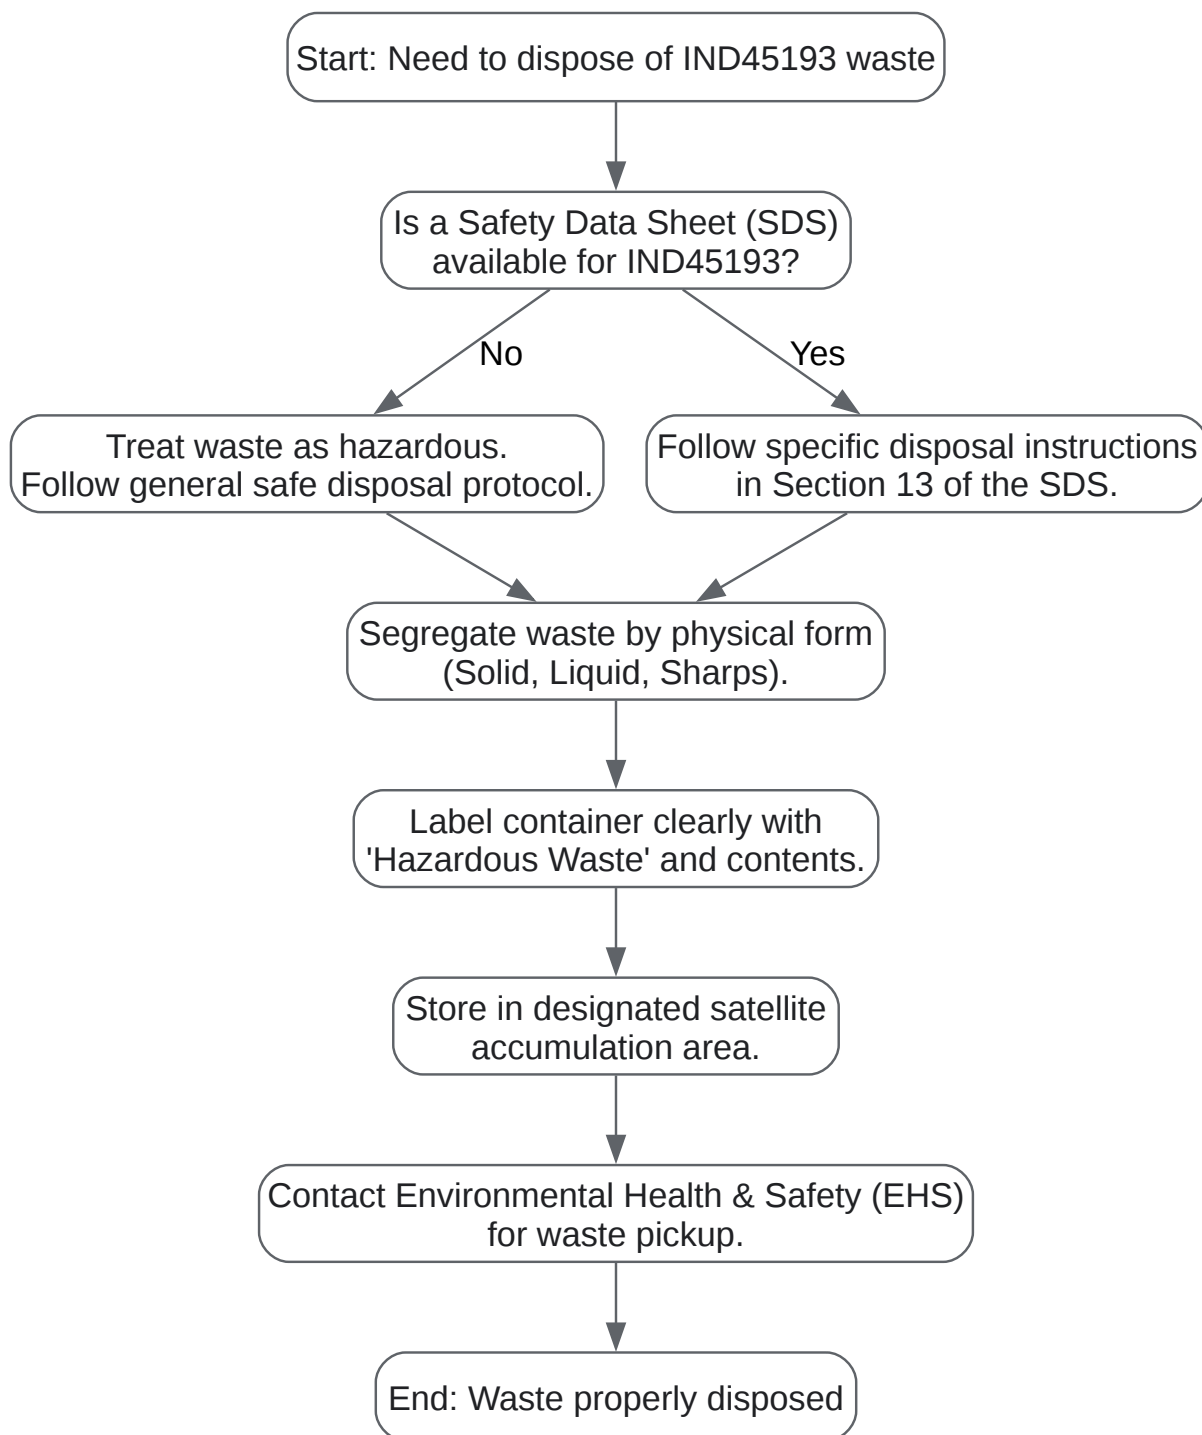 Start: Need to dispose of IND45193 waste
Is a Safety Data Sheet (SDS)
available for IND45193?
No
Yes
Treat waste as hazardous.
Follow general safe disposal protocol.
Follow specific disposal instructions
in Section 13 of the SDS.
Segregate waste by physical form
(Solid, Liquid, Sharps).
Label container clearly with
'Hazardous Waste' and contents.
Store in designated satellite
accumulation area.
Contact Environmental Health & Safety (EHS)
for waste pickup.
End: Waste properly disposed